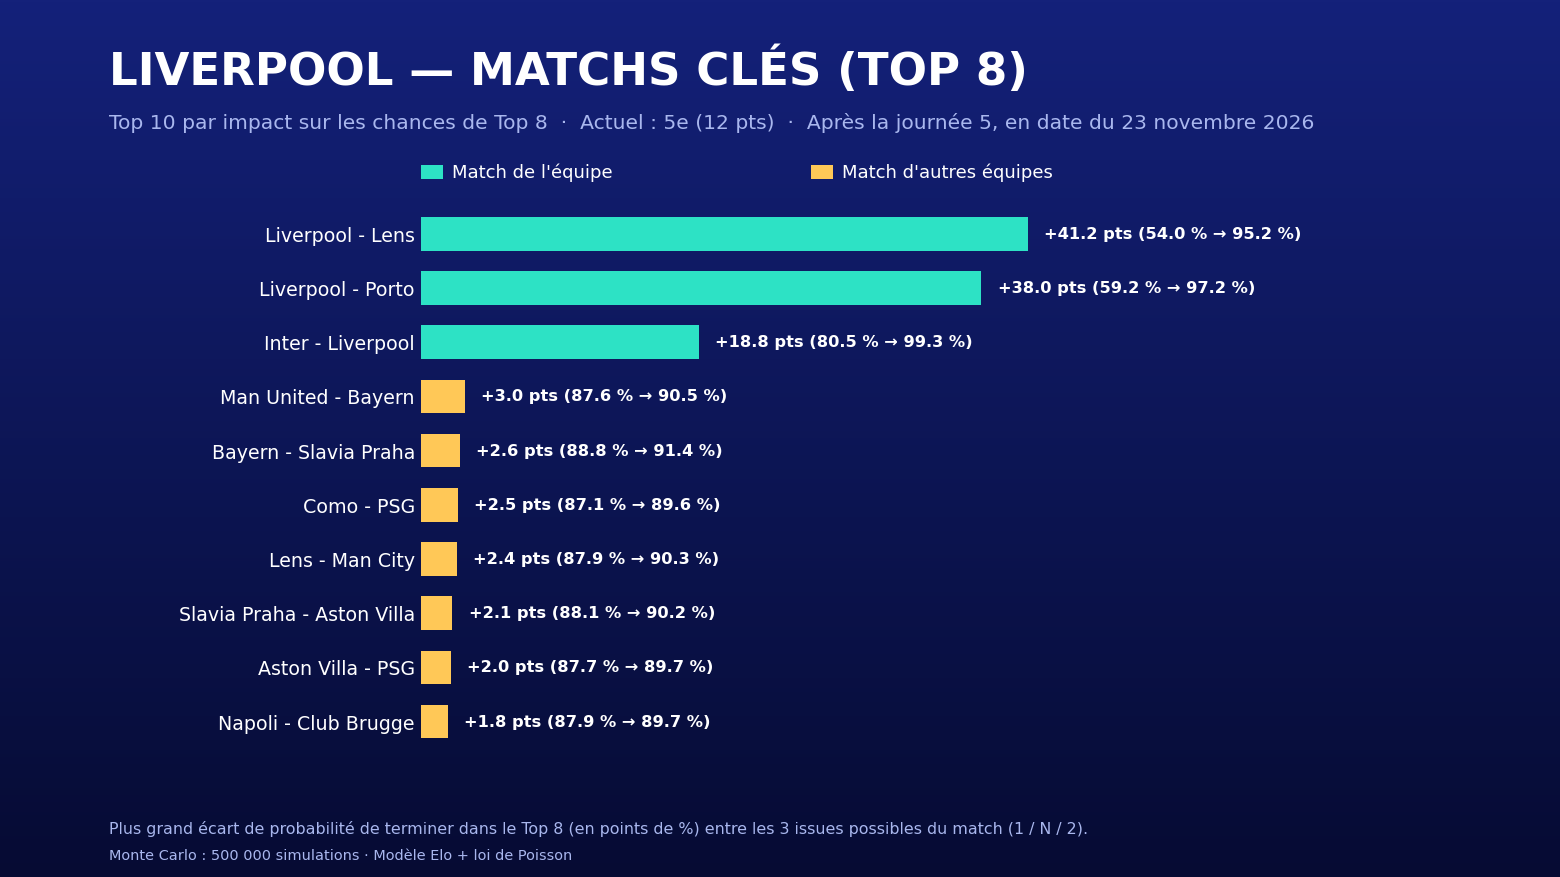 LIVERPOOL — MATCHS CLÉS (TOP 8)
Top 10 par impact sur les chances de Top 8 · Actuel : 5e (12 pts) · Après la journée 5, en date du 23 novembre 2026
Match de l'équipe
Match d'autres équipes
Liverpool - Lens +41.2 pts (54.0 % → 95.2 %)
Liverpool - Porto +38.0 pts (59.2 % → 97.2 %)
Inter - Liverpool +18.8 pts (80.5 % → 99.3 %)
Man United - Bayern +3.0 pts (87.6 % → 90.5 %)
Bayern - Slavia Praha +2.6 pts (88.8 % → 91.4 %)
Como - PSG +2.5 pts (87.1 % → 89.6 %)
Lens - Man City +2.4 pts (87.9 % → 90.3 %)
Slavia Praha - Aston Villa +2.1 pts (88.1 % → 90.2 %)
Aston Villa - PSG +2.0 pts (87.7 % → 89.7 %)
Napoli - Club Brugge +1.8 pts (87.9 % → 89.7 %)
Plus grand écart de probabilité de terminer dans le Top 8 (en points de %) entre les 3 issues possibles du match (1 / N / 2).
Monte Carlo : 500 000 simulations · Modèle Elo + loi de Poisson